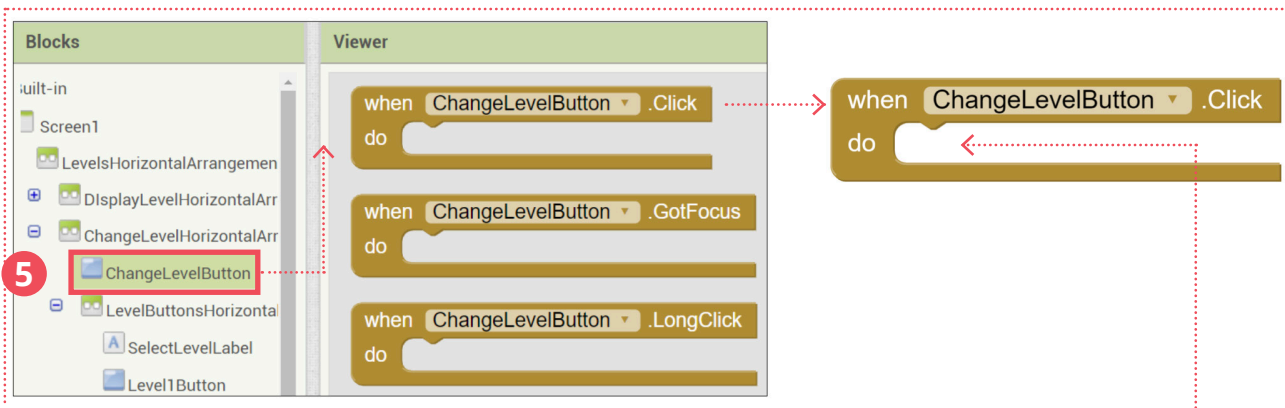 Blocks
Viewer
uilt-in
Screen1
LevelsHorizontalArrangemen
DIsplayLevelHorizontalArr
ChangeLevelHorizontalArr
5
ChangeLevelButton
LevelButtonsHorizontal
A SelectLevelLabel
Level1Button
when ChangeLevelButton .Click
do
when ChangeLevelButton .GotFocus
do
when ChangeLevelButton .LongClick
do
when ChangeLevelButton .Click
do